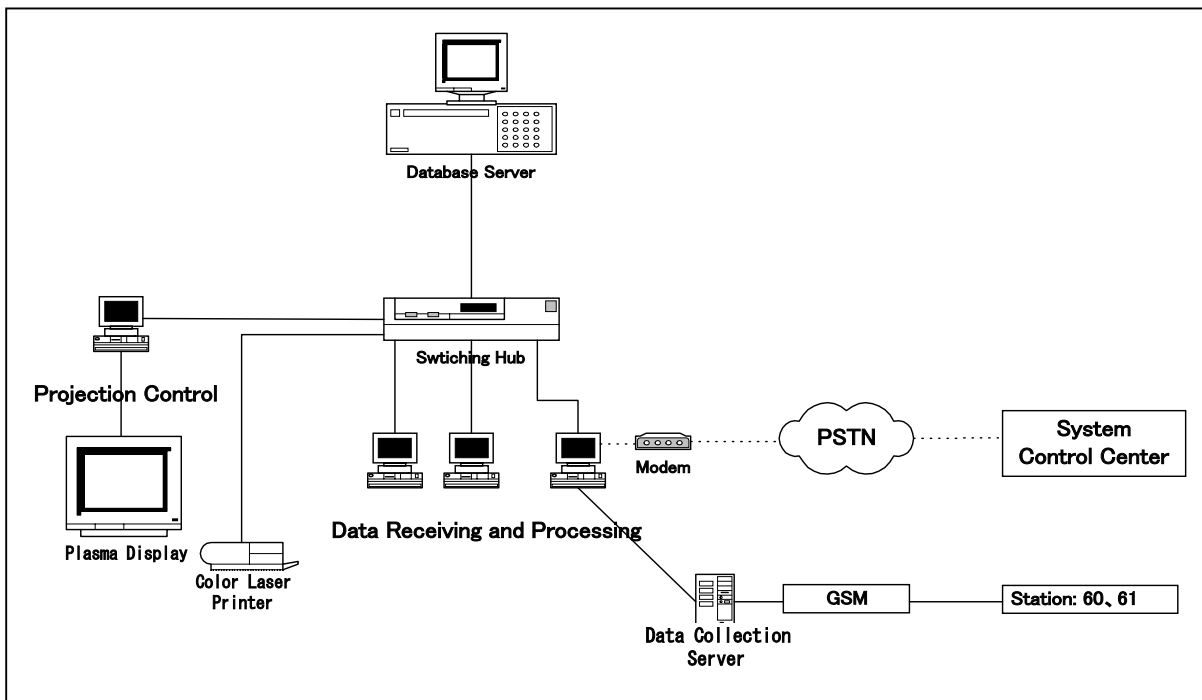 Database Server
Swtiching Hub
Projection Control
PSTN
System
Control Center
Modem
Data Receiving and Processing
Plasma Display
Color Laser
Printer
GSM
Station: 60、61
Data Collection
Server